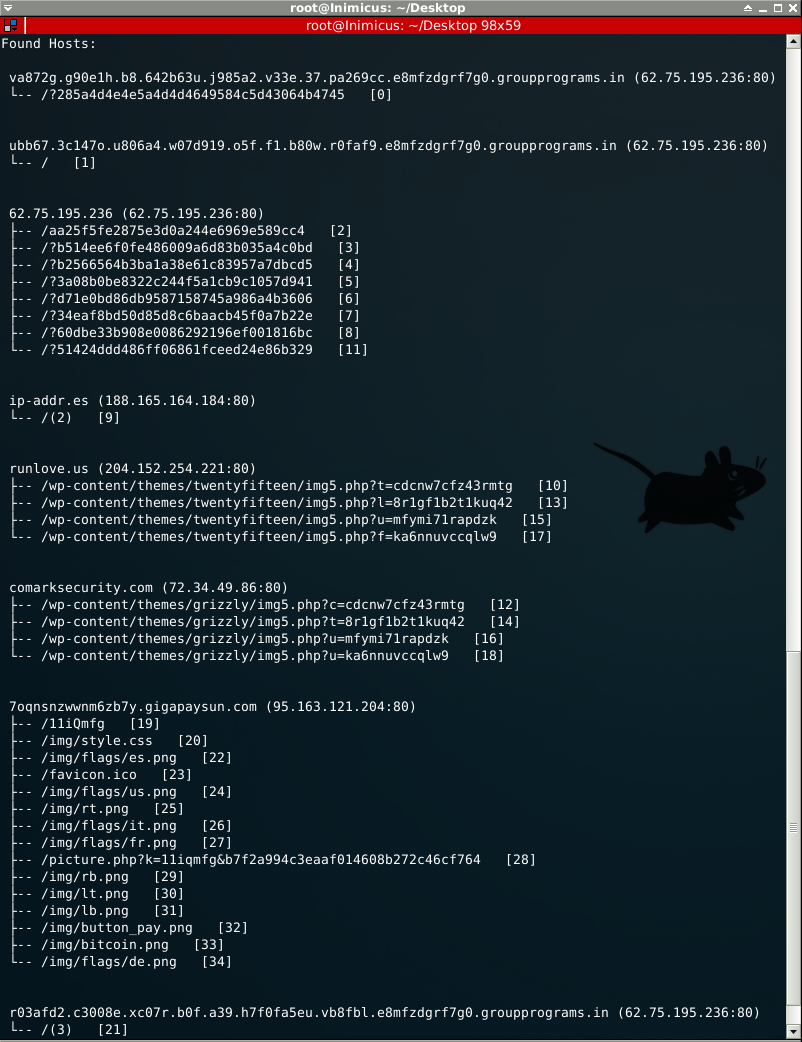 root@Inimicus: ~/Desktop
root@Inimicus: ~/Desktop 98x59
Found Hosts:
va872g.g90e1h.b8.642b63u.j985a2.v33e.37.pa269cc.e8mfzdgrf7g0.groupprograms.in (62.75.195.236:80)
└-- /?285a4d4e4e5a4d4d4649584c5d43064b4745   [0]
ubb67.3c147o.u806a4.w07d919.o5f.f1.b80w.r0faf9.e8mfzdgrf7g0.groupprograms.in (62.75.195.236:80)
└-- /   [1]
62.75.195.236 (62.75.195.236:80)
├-- /aa25f5fe2875e3d0a244e6969e589cc4   [2]
├-- /?b514ee6f0fe486009a6d83b035a4c0bd   [3]
├-- /?b2566564b3ba1a38e61c83957a7dbcd5   [4]
├-- /?3a08b0be8322c244f5a1cb9c1057d941   [5]
├-- /?d71e0bd86db9587158745a986a4b3606   [6]
├-- /?34eaf8bd50d85d8c6baacb45f0a7b22e   [7]
├-- /?60dbe33b908e0086292196ef001816bc   [8]
└-- /?51424ddd486ff06861fceed24e86b329   [11]
ip-addr.es (188.165.164.184:80)
└-- /(2)   [9]
runlove.us (204.152.254.221:80)
├-- /wp-content/themes/twentyfifteen/img5.php?t=cdcnw7cfz43rmtg   [10]
├-- /wp-content/themes/twentyfifteen/img5.php?l=8r1gf1b2t1kuq42   [13]
├-- /wp-content/themes/twentyfifteen/img5.php?u=mfymi71rapdzk   [15]
└-- /wp-content/themes/twentyfifteen/img5.php?f=ka6nnuvccqlw9   [17]
comarksecurity.com (72.34.49.86:80)
├-- /wp-content/themes/grizzly/img5.php?c=cdcnw7cfz43rmtg   [12]
├-- /wp-content/themes/grizzly/img5.php?t=8r1gf1b2t1kuq42   [14]
├-- /wp-content/themes/grizzly/img5.php?u=mfymi71rapdzk   [16]
└-- /wp-content/themes/grizzly/img5.php?u=ka6nnuvccqlw9   [18]
7oqnsnzwwnm6zb7y.gigapaysun.com (95.163.121.204:80)
├-- /11iQmfg   [19]
├-- /img/style.css   [20]
├-- /img/flags/es.png   [22]
├-- /favicon.ico   [23]
├-- /img/flags/us.png   [24]
├-- /img/rt.png   [25]
├-- /img/flags/it.png   [26]
├-- /img/flags/fr.png   [27]
├-- /picture.php?k=11iqmfg&b7f2a994c3eaaf014608b272c46cf764   [28]
├-- /img/rb.png   [29]
├-- /img/lt.png   [30]
├-- /img/lb.png   [31]
├-- /img/button_pay.png   [32]
├-- /img/bitcoin.png   [33]
└-- /img/flags/de.png   [34]
r03afd2.c3008e.xc07r.b0f.a39.h7f0fa5eu.vb8fbl.e8mfzdgrf7g0.groupprograms.in (62.75.195.236:80)
└-- /(3)   [21]